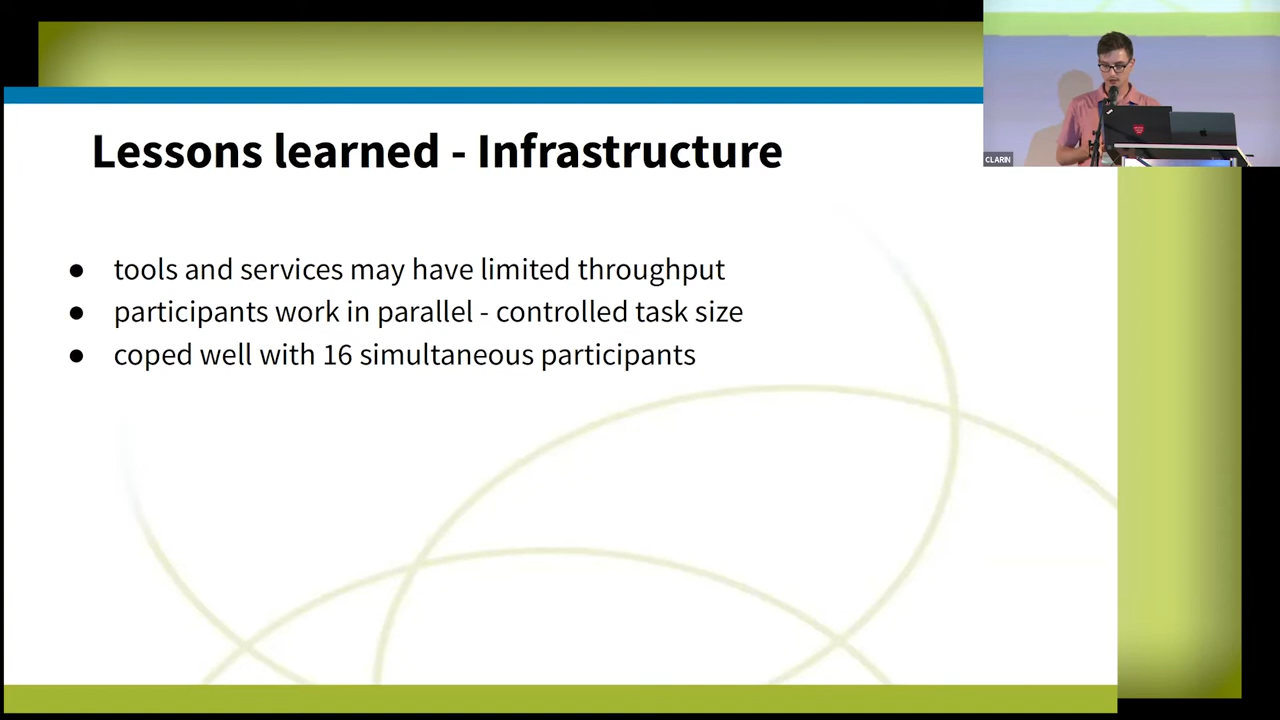 Lessons learned - Infrastructure
● tools and services may have limited throughput
● participants work in parallel - controlled task size
● coped well with 16 simultaneous participants
CLARIN